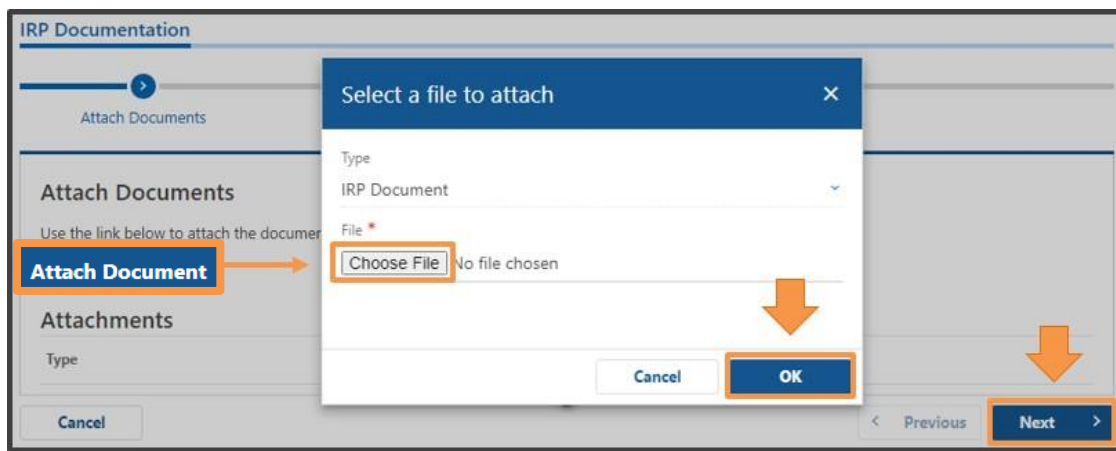 IRP Documentation
Attach Documents
Select a file to attach
Type
IRP Document
File *
Choose File No file chosen
Cancel
OK
Attach Documents
Use the link below to attach the
Attach Document
Attachments
Type
Cancel
Previous
Next